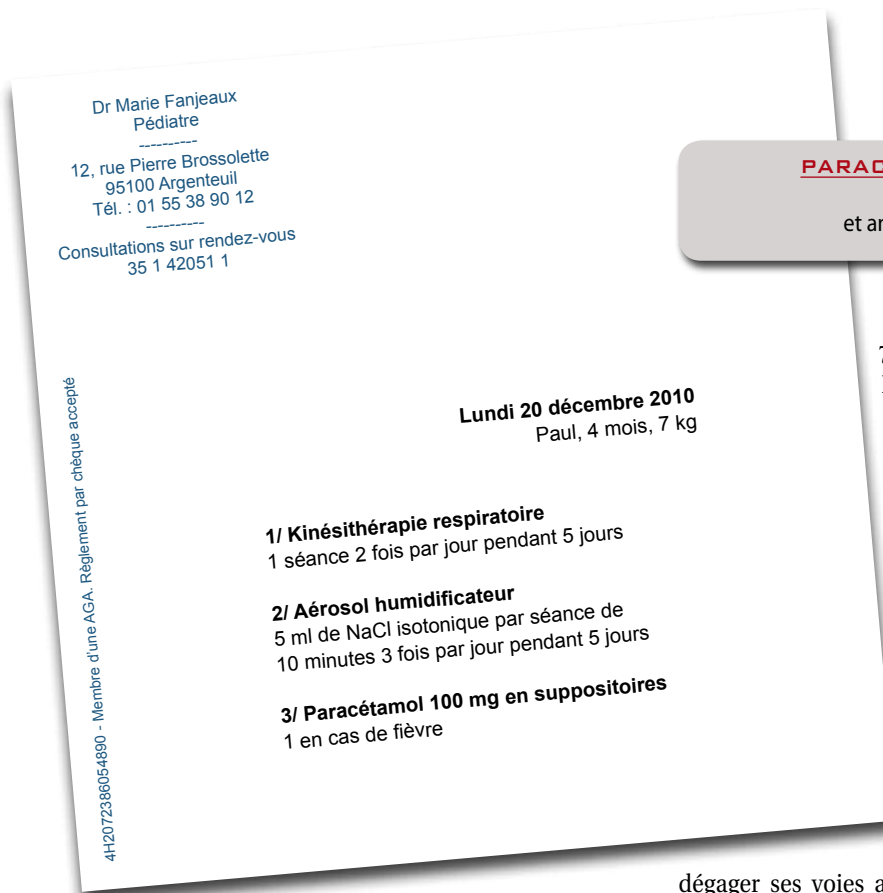 Dr Marie Fanjeaux
Pédiatre
----------
12, rue Pierre Brossolette
95100 Argenteuil
Tél. : 01 55 38 90 12
----------
Consultations sur rendez-vous
35 1 42051 1
et
Lundi 20 décembre 2010
Paul, 4 mois, 7 kg
1/ Kinésithérapie respiratoire
1 séance 2 fois par jour pendant 5 jours
2/ Aérosol humidificateur
5 ml de NaCl isotonique par séance de
10 minutes 3 fois par jour pendant 5 jours
3/ Paracétamol 100 mg en suppositoires
1 en cas de fièvre
4H2072386054890 - Membre d'une AGA. Règlement par chèque accepté
dégager ses voies